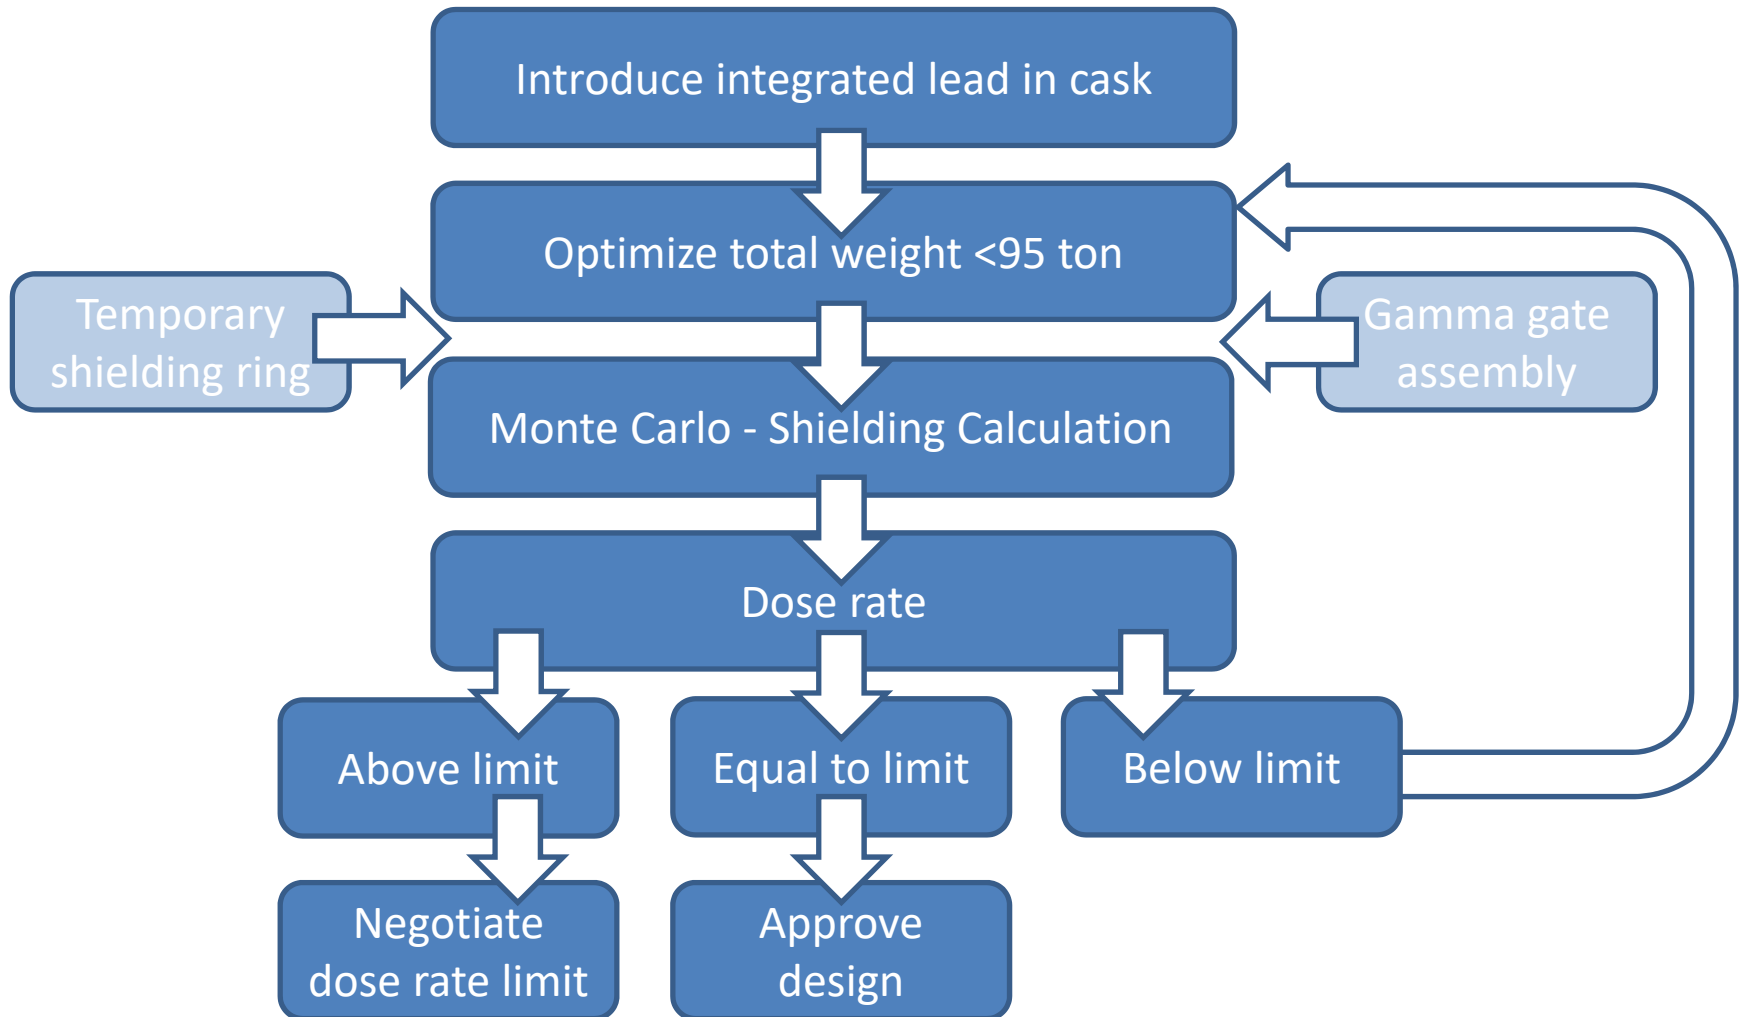 Introduce integrated lead in cask
Optimize total weight <95 ton
Temporary
shielding ring
Gamma gate
assembly
Monte Carlo - Shielding Calculation
Dose rate
Above limit
Equal to limit
Below limit
Negotiate
dose rate limit
Approve
design